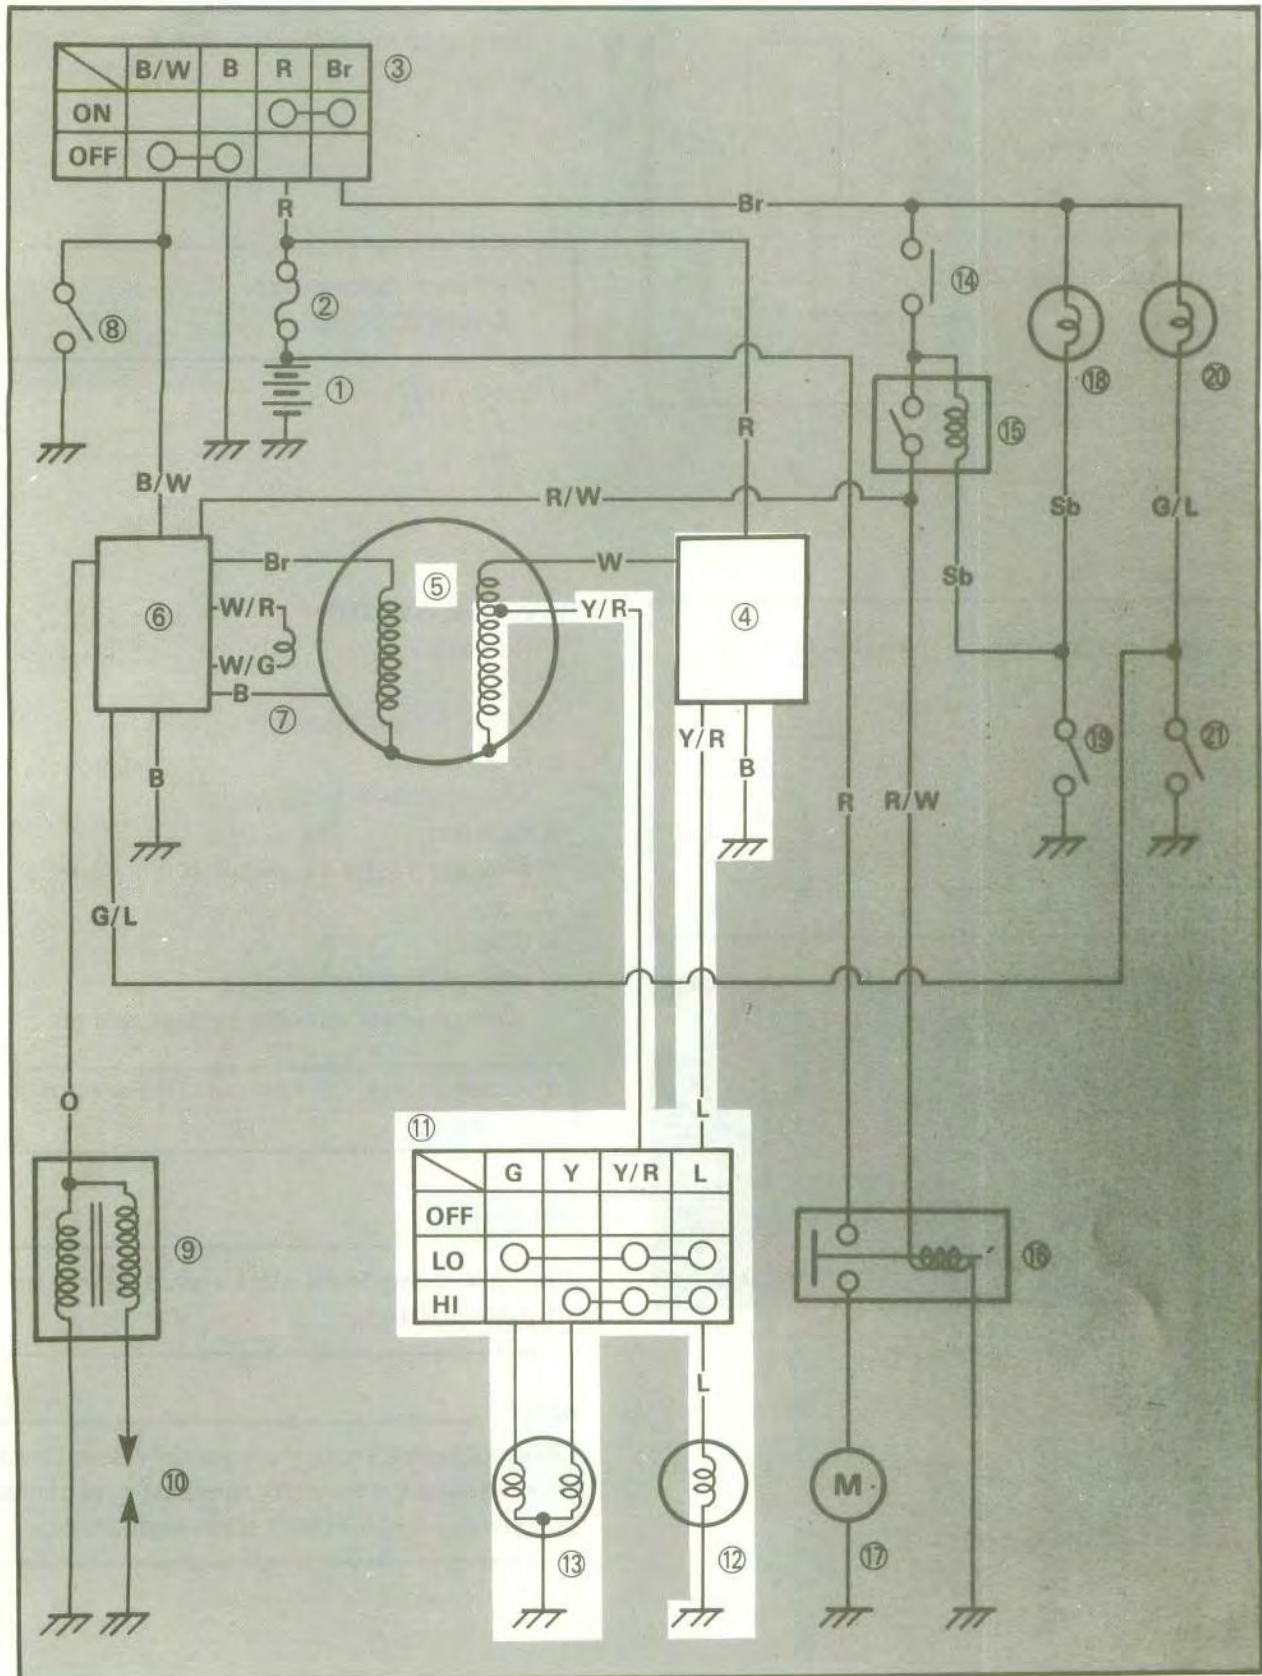 B/W B R Br ③
ON
OFF
R
Br
② ⑭
⑧
① ⑱ ⑳
R ⑮
B/W
R/W
Sb G/L
Br ⑤ W Sb
W/R Y/R
⑥ ④
W/G
B
⑦ Y/R ⑲ ㉑
B B
R R/W
G/L
O L
⑪
G Y Y/R L
OFF
⑨ LO ⑯
HI
L
⑩ M
⑬ ⑫ ⑰